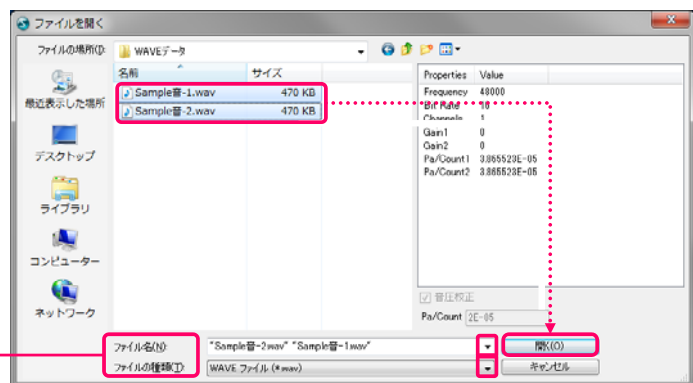 ファイルを開く
ファイルの場所(I):
WAVEデータ
最近表示した場所
デスクトップ
ライブラリ
コンピューター
ネットワーク
名前 サイズ
Sample音-1.wav 470 KB
Sample音-2.wav 470 KB
Properties Value
Frequency 48000
Bit Rate 16
Channels 1
Gain1 0
Gain2 0
Pa/Count1 3.865523E-05
Pa/Count2 3.865523E-05
音圧校正
Pa/Count 2E-05
ファイル名(N): "Sample音-2.wav" "Sample音-1.wav" 開く(O)
ファイルの種類(T): WAVE ファイル (*.wav) キャンセル